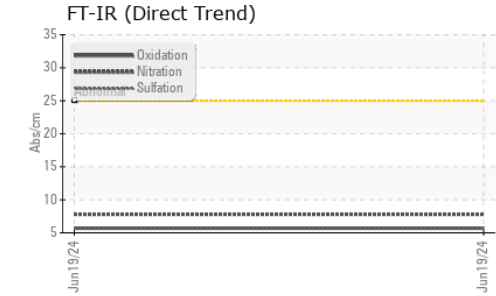 FT-IR (Direct Trend)
35
30
25
20
15
10
5
Abs/cm
Oxidation
Nitration
Sulfation
Abnormal
Jun19/24
Jun19/24